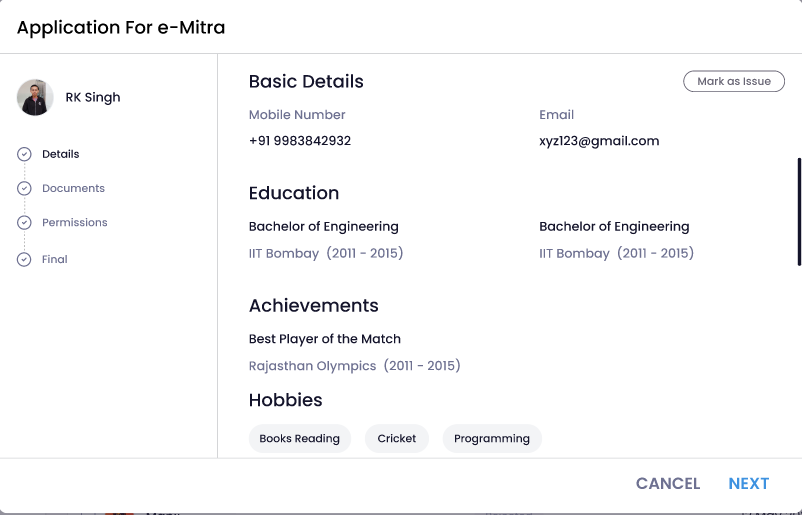 Application For e-Mitra
RK Singh
Details
Documents
Permissions
Final
Basic Details
Mark as Issue
Mobile Number
Email
+91 9983842932
xyz123@gmail.com
Education
Bachelor of Engineering
Bachelor of Engineering
IIT Bombay (2011 - 2015)
IIT Bombay (2011 - 2015)
Achievements
Best Player of the Match
Rajasthan Olympics (2011 - 2015)
Hobbies
Books Reading
Cricket
Programming
CANCEL
NEXT